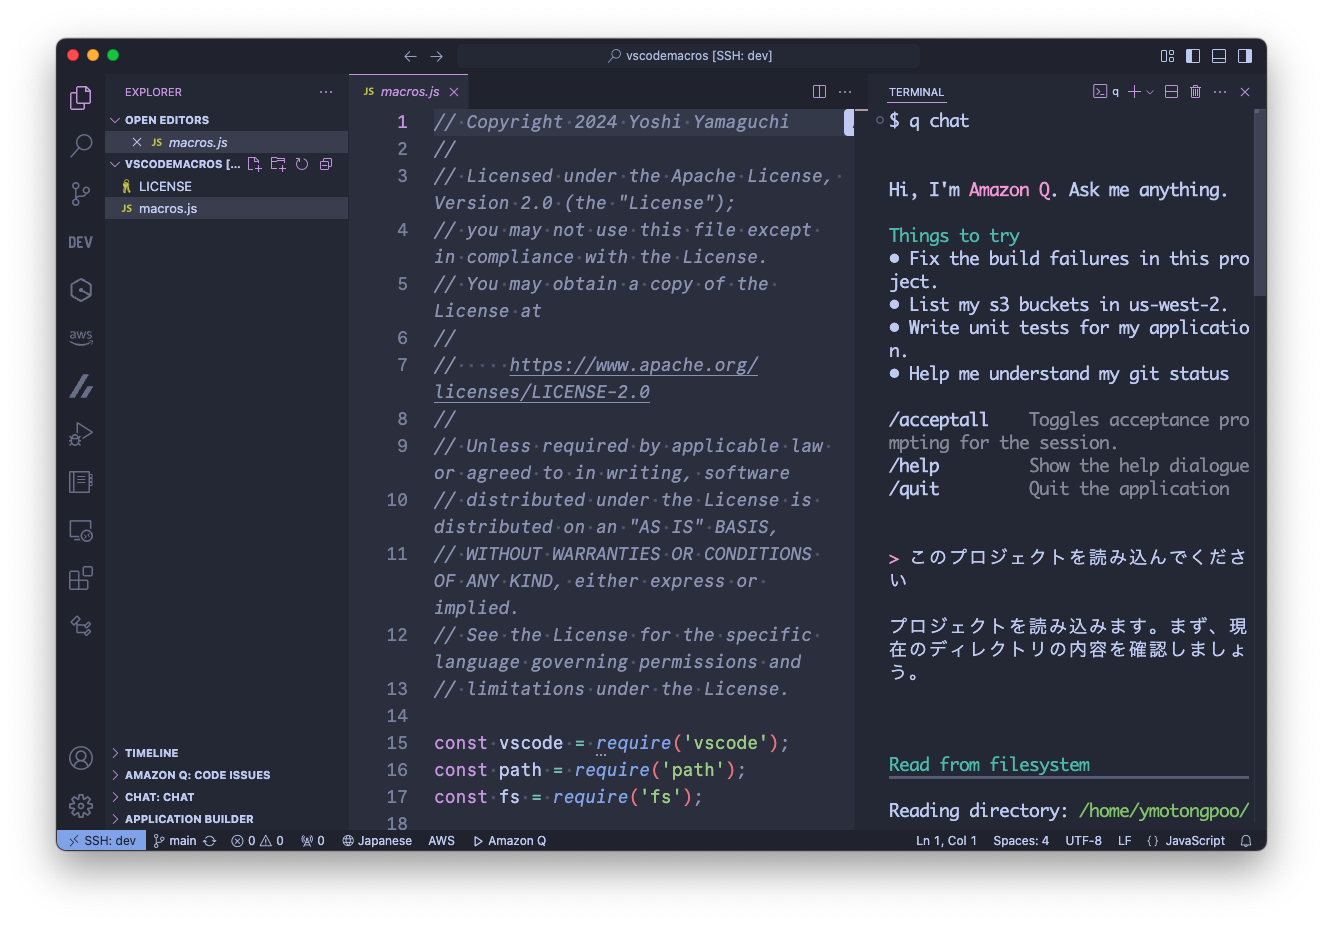 vscodemacros [SSH: dev]
EXPLORER
OPEN EDITORS
JS macros.js
VSCODEMACROS [...
LICENSE
JS macros.js
DEV
aws
TIMELINE
AMAZON Q: CODE ISSUES
CHAT: CHAT
APPLICATION BUILDER
JS macros.js
1 // Copyright 2024 Yoshi Yamaguchi
2 //
3 // Licensed under the Apache License,
Version 2.0 (the "License");
4 // you may not use this file except
in compliance with the License.
5 // You may obtain a copy of the
License at
6 //
7 //     https://www.apache.org/
licenses/LICENSE-2.0
8 //
9 // Unless required by applicable law
or agreed to in writing, software
10 // distributed under the License is
distributed on an "AS IS" BASIS,
11 // WITHOUT WARRANTIES OR CONDITIONS
OF ANY KIND, either express or
implied.
12 // See the License for the specific
language governing permissions and
13 // limitations under the License.
14
15 const vscode = require('vscode');
16 const path = require('path');
17 const fs = require('fs');
18
TERMINAL
q
$ q chat
Hi, I'm Amazon Q. Ask me anything.
Things to try
• Fix the build failures in this pro
ject.
• List my s3 buckets in us-west-2.
• Write unit tests for my applicatio
n.
• Help me understand my git status
/acceptall    Toggles acceptance pro
mpting for the session.
/help         Show the help dialogue
/quit         Quit the application
> このプロジェクトを読み込んでくださ
い
プロジェクトを読み込みます。まず、現
在のディレクトリの内容を確認しましょ
う。
Read from filesystem
Reading directory: /home/ymotongpoo/
SSH: dev
main
0
0
0
Japanese
AWS
Amazon Q
Ln 1, Col 1
Spaces: 4
UTF-8
LF
{} JavaScript